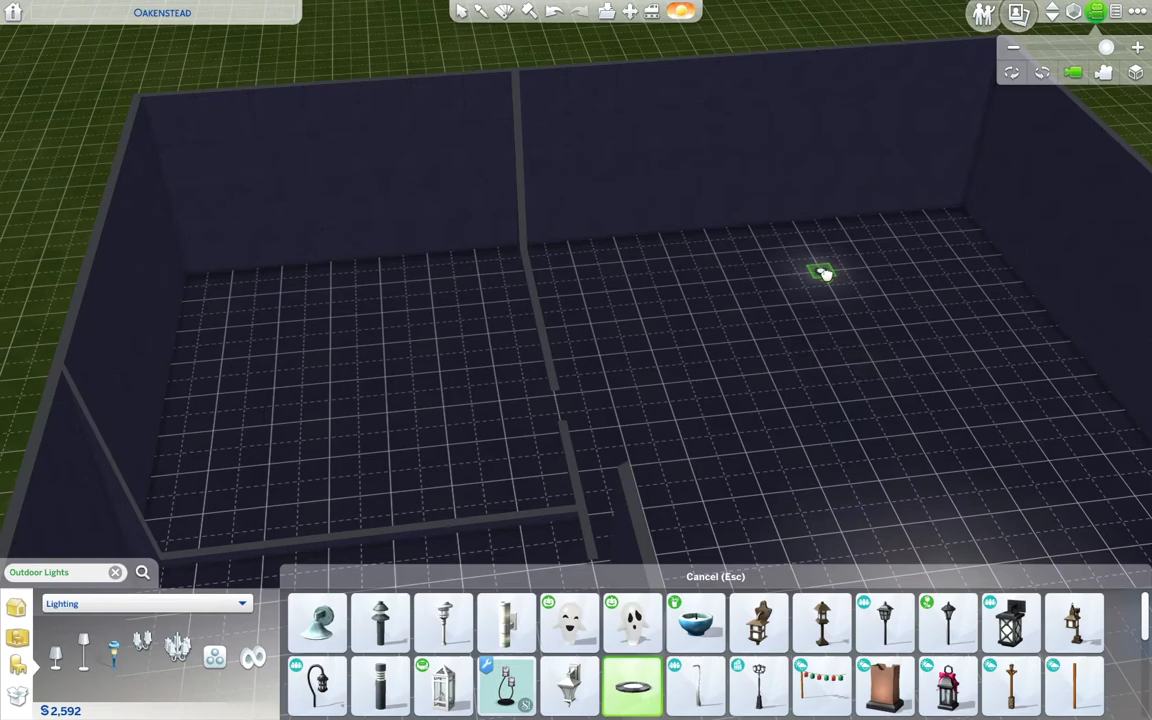 OAKENSTEAD
Cancel (Esc)
Outdoor Lights
Lighting
$2,592